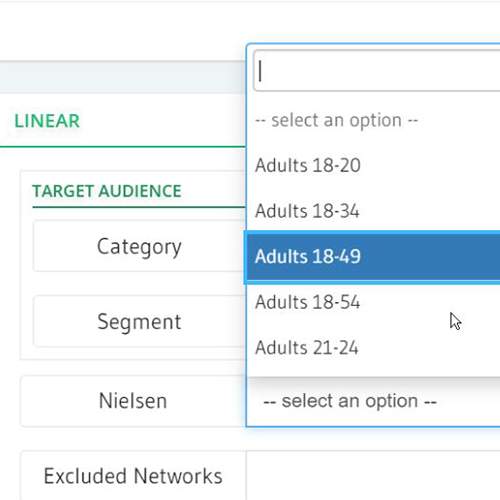 -- select an option --
LINEAR
Adults 18-20
TARGET AUDIENCE
Adults 18-34
Category
Adults 18-49
Adults 18-54
Segment
Adults 21-24
Nielsen
-- select an option --
Excluded Networks